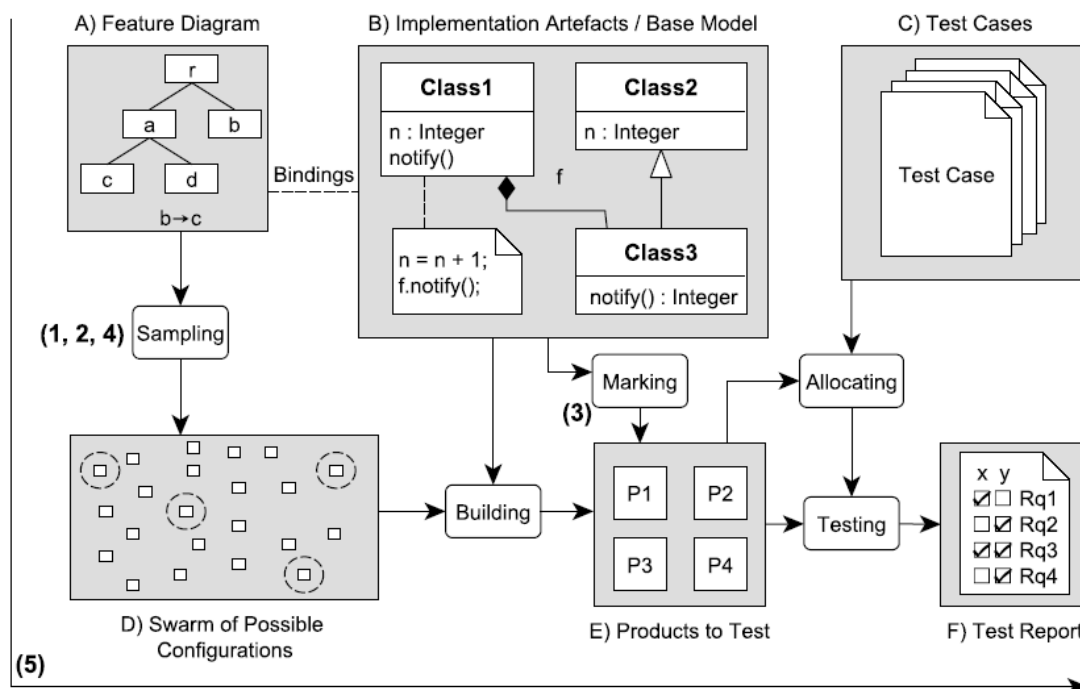 A) Feature Diagram
B) Implementation Artefacts / Base Model
C) Test Cases
r
a
b
c
d
b→c
Bindings
Class1
n : Integer
notify()
f
n = n + 1;
f.notify();
Class2
n : Integer
Class3
notify() : Integer
Test Case
(1, 2, 4)
Sampling
Marking
(3)
Allocating
Building
P1
P2
P3
P4
Testing
x y
Rq1
Rq2
Rq3
Rq4
D) Swarm of Possible
Configurations
E) Products to Test
F) Test Report
(5)